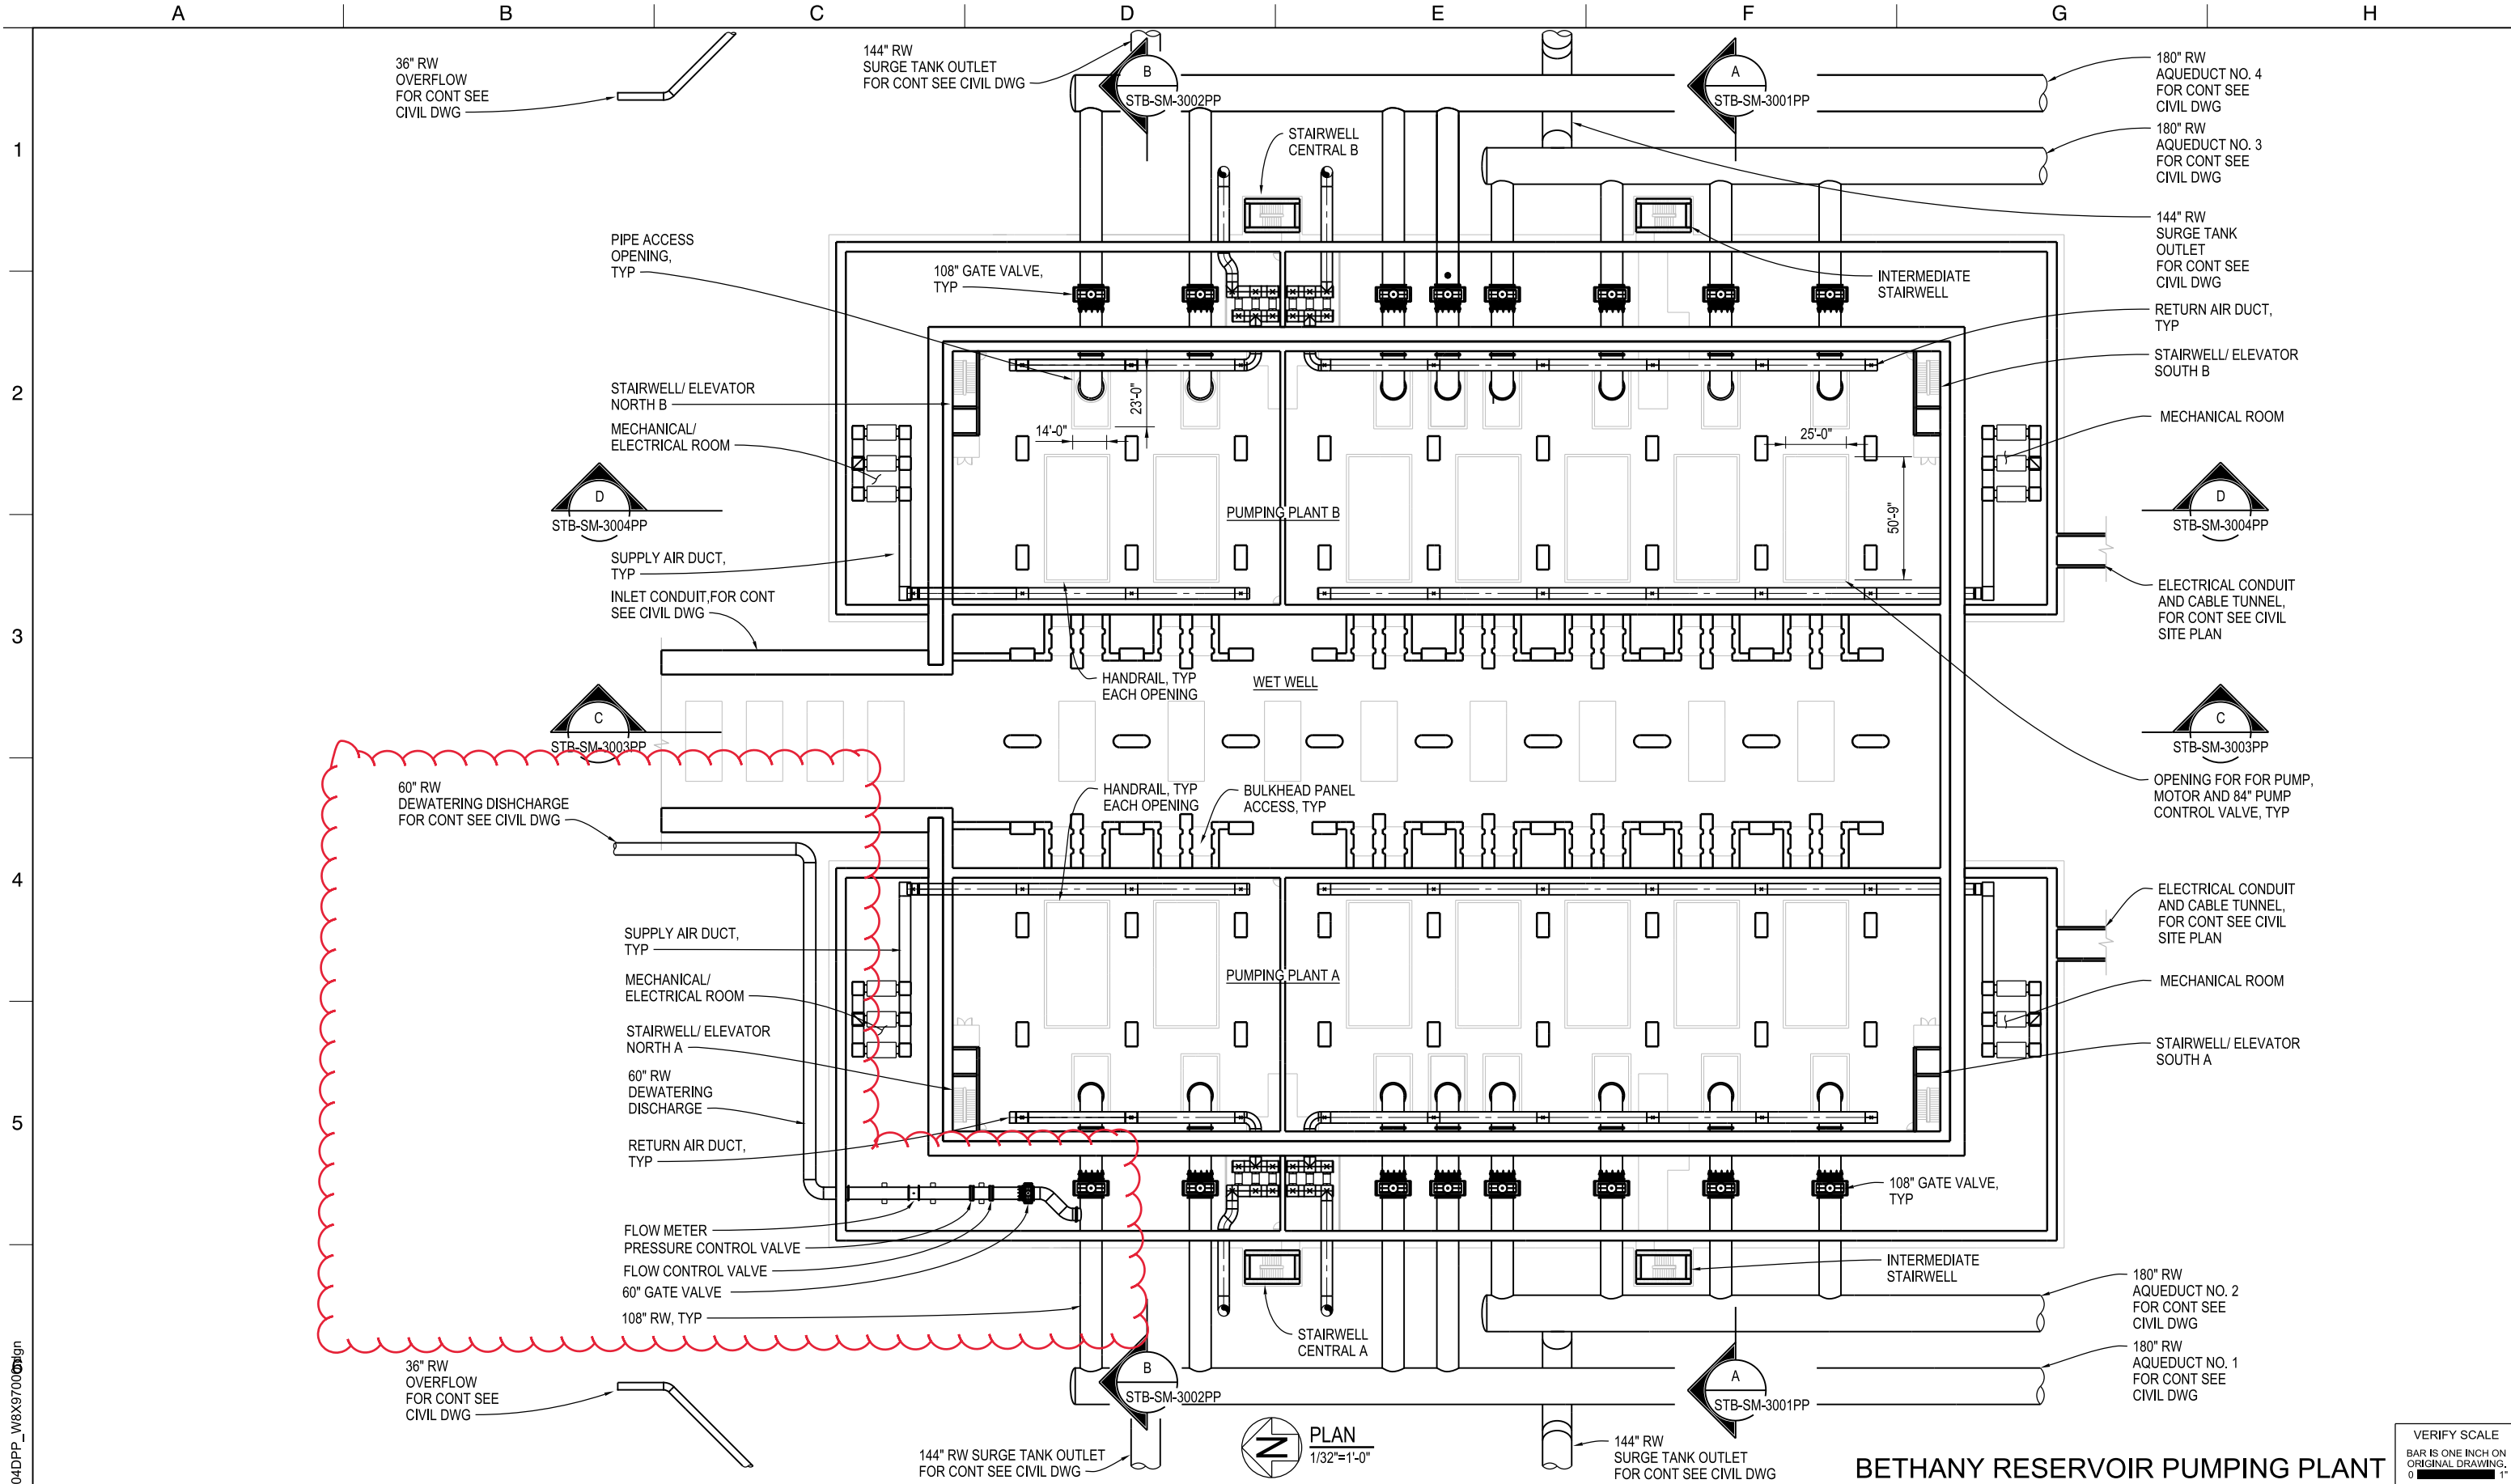 A
B
C
D
E
F
G
H
1
2
3
4
5
6
36" RW
OVERFLOW
FOR CONT SEE
CIVIL DWG
144" RW
SURGE TANK OUTLET
FOR CONT SEE CIVIL DWG
B
STB-SM-3002PP
A
STB-SM-3001PP
180" RW
AQUEDUCT NO. 4
FOR CONT SEE
CIVIL DWG
STAIRWELL
CENTRAL B
180" RW
AQUEDUCT NO. 3
FOR CONT SEE
CIVIL DWG
144" RW
SURGE TANK
OUTLET
FOR CONT SEE
CIVIL DWG
PIPE ACCESS
OPENING,
TYP
108" GATE VALVE,
TYP
INTERMEDIATE
STAIRWELL
RETURN AIR DUCT,
TYP
STAIRWELL/ ELEVATOR
SOUTH B
STAIRWELL/ ELEVATOR
NORTH B
23'-0"
14'-0"
25'-0"
50'-9"
MECHANICAL/
ELECTRICAL ROOM
MECHANICAL ROOM
D
STB-SM-3004PP
PUMPING PLANT B
D
STB-SM-3004PP
SUPPLY AIR DUCT,
TYP
INLET CONDUIT,FOR CONT
SEE CIVIL DWG
ELECTRICAL CONDUIT
AND CABLE TUNNEL,
FOR CONT SEE CIVIL
SITE PLAN
HANDRAIL, TYP
EACH OPENING
WET WELL
C
STB-SM-3003PP
C
STB-SM-3003PP
60" RW
DEWATERING DISHCHARGE
FOR CONT SEE CIVIL DWG
HANDRAIL, TYP
EACH OPENING
BULKHEAD PANEL
ACCESS, TYP
OPENING FOR FOR PUMP,
MOTOR AND 84" PUMP
CONTROL VALVE, TYP
SUPPLY AIR DUCT,
TYP
ELECTRICAL CONDUIT
AND CABLE TUNNEL,
FOR CONT SEE CIVIL
SITE PLAN
MECHANICAL/
ELECTRICAL ROOM
PUMPING PLANT A
MECHANICAL ROOM
STAIRWELL/ ELEVATOR
NORTH A
STAIRWELL/ ELEVATOR
SOUTH A
60" RW
DEWATERING
DISCHARGE
RETURN AIR DUCT,
TYP
108" GATE VALVE,
TYP
FLOW METER
PRESSURE CONTROL VALVE
FLOW CONTROL VALVE
60" GATE VALVE
108" RW, TYP
INTERMEDIATE
STAIRWELL
180" RW
AQUEDUCT NO. 2
FOR CONT SEE
CIVIL DWG
STAIRWELL
CENTRAL A
180" RW
AQUEDUCT NO. 1
FOR CONT SEE
CIVIL DWG
36" RW
OVERFLOW
FOR CONT SEE
CIVIL DWG
B
STB-SM-3002PP
A
STB-SM-3001PP
144" RW SURGE TANK OUTLET
FOR CONT SEE CIVIL DWG
N
PLAN
1/32"=1'-0"
144" RW
SURGE TANK OUTLET
FOR CONT SEE CIVIL DWG
BETHANY RESERVOIR PUMPING PLANT
VERIFY SCALE
BAR IS ONE INCH ON
ORIGINAL DRAWING.
0 1"